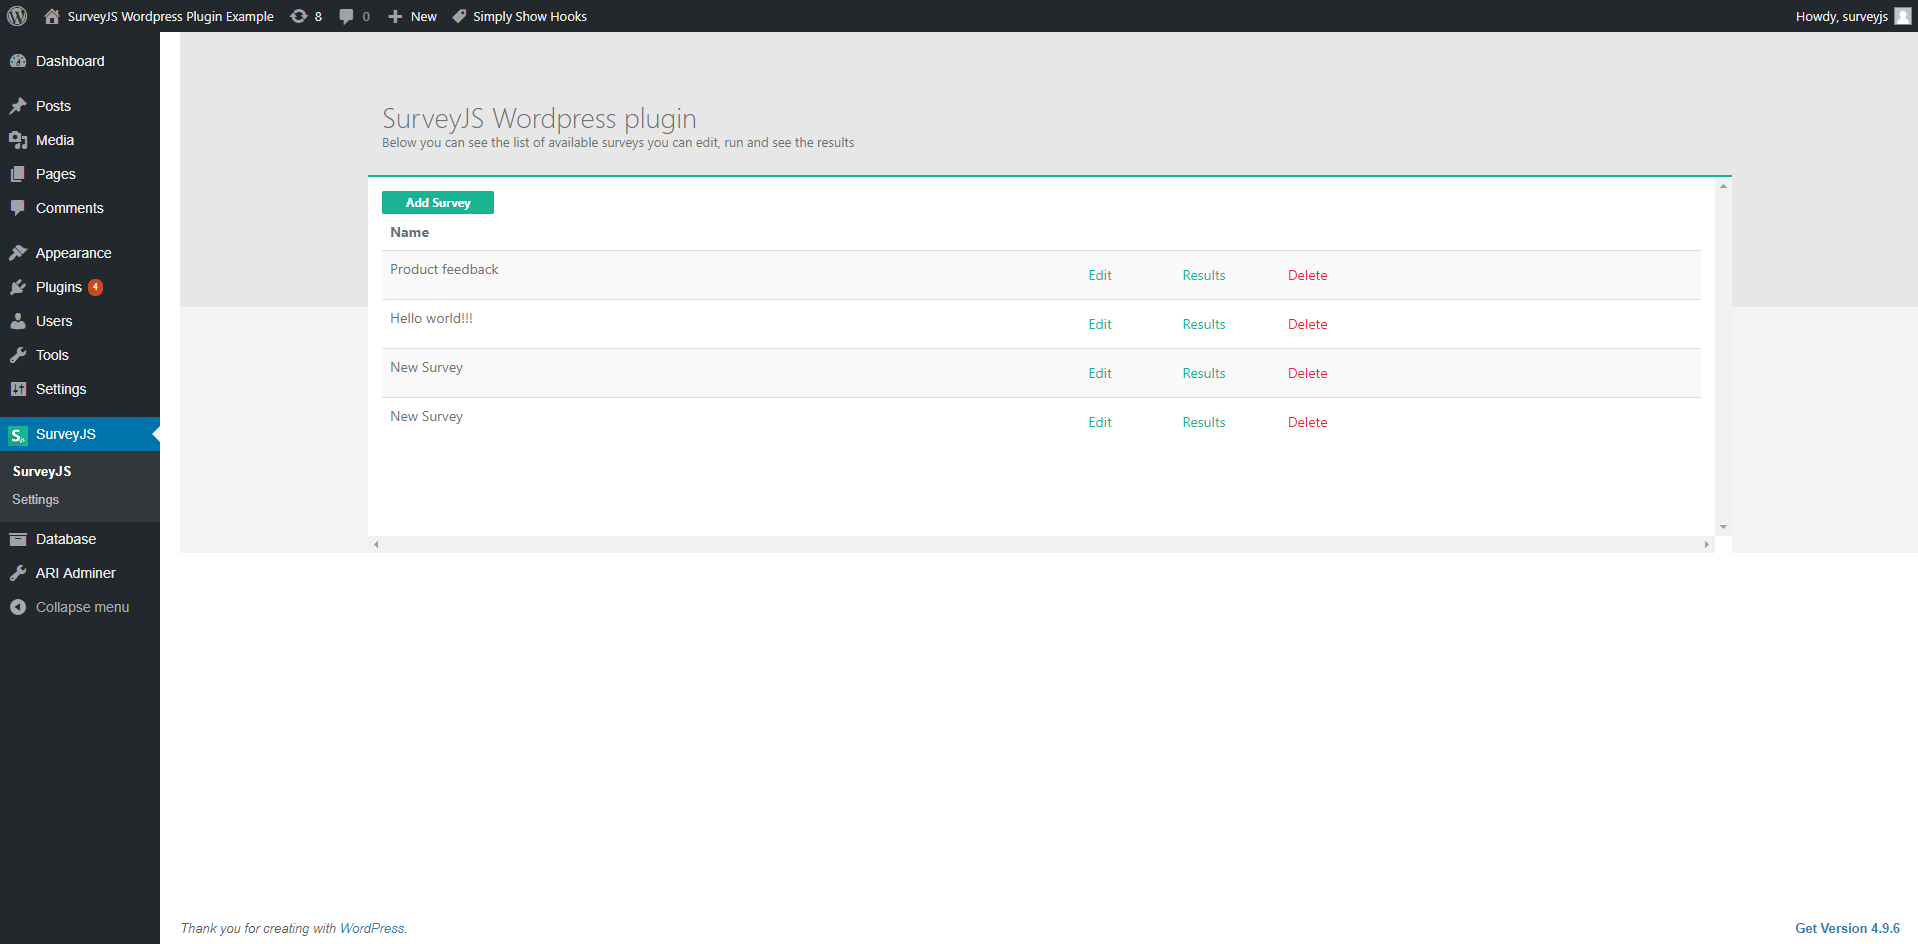 SurveyJS Wordpress Plugin Example 8 0 New Simply Show Hooks Howdy, surveyjs
Dashboard
Posts
Media
Pages
Comments
Appearance
Plugins 4
Users
Tools
Settings
SurveyJS
SurveyJS
Settings
Database
ARI Adminer
Collapse menu
SurveyJS Wordpress plugin
Below you can see the list of available surveys you can edit, run and see the results
Add Survey
Name
Product feedback Edit Results Delete
Hello world!!! Edit Results Delete
New Survey Edit Results Delete
New Survey Edit Results Delete
Thank you for creating with WordPress. Get Version 4.9.6